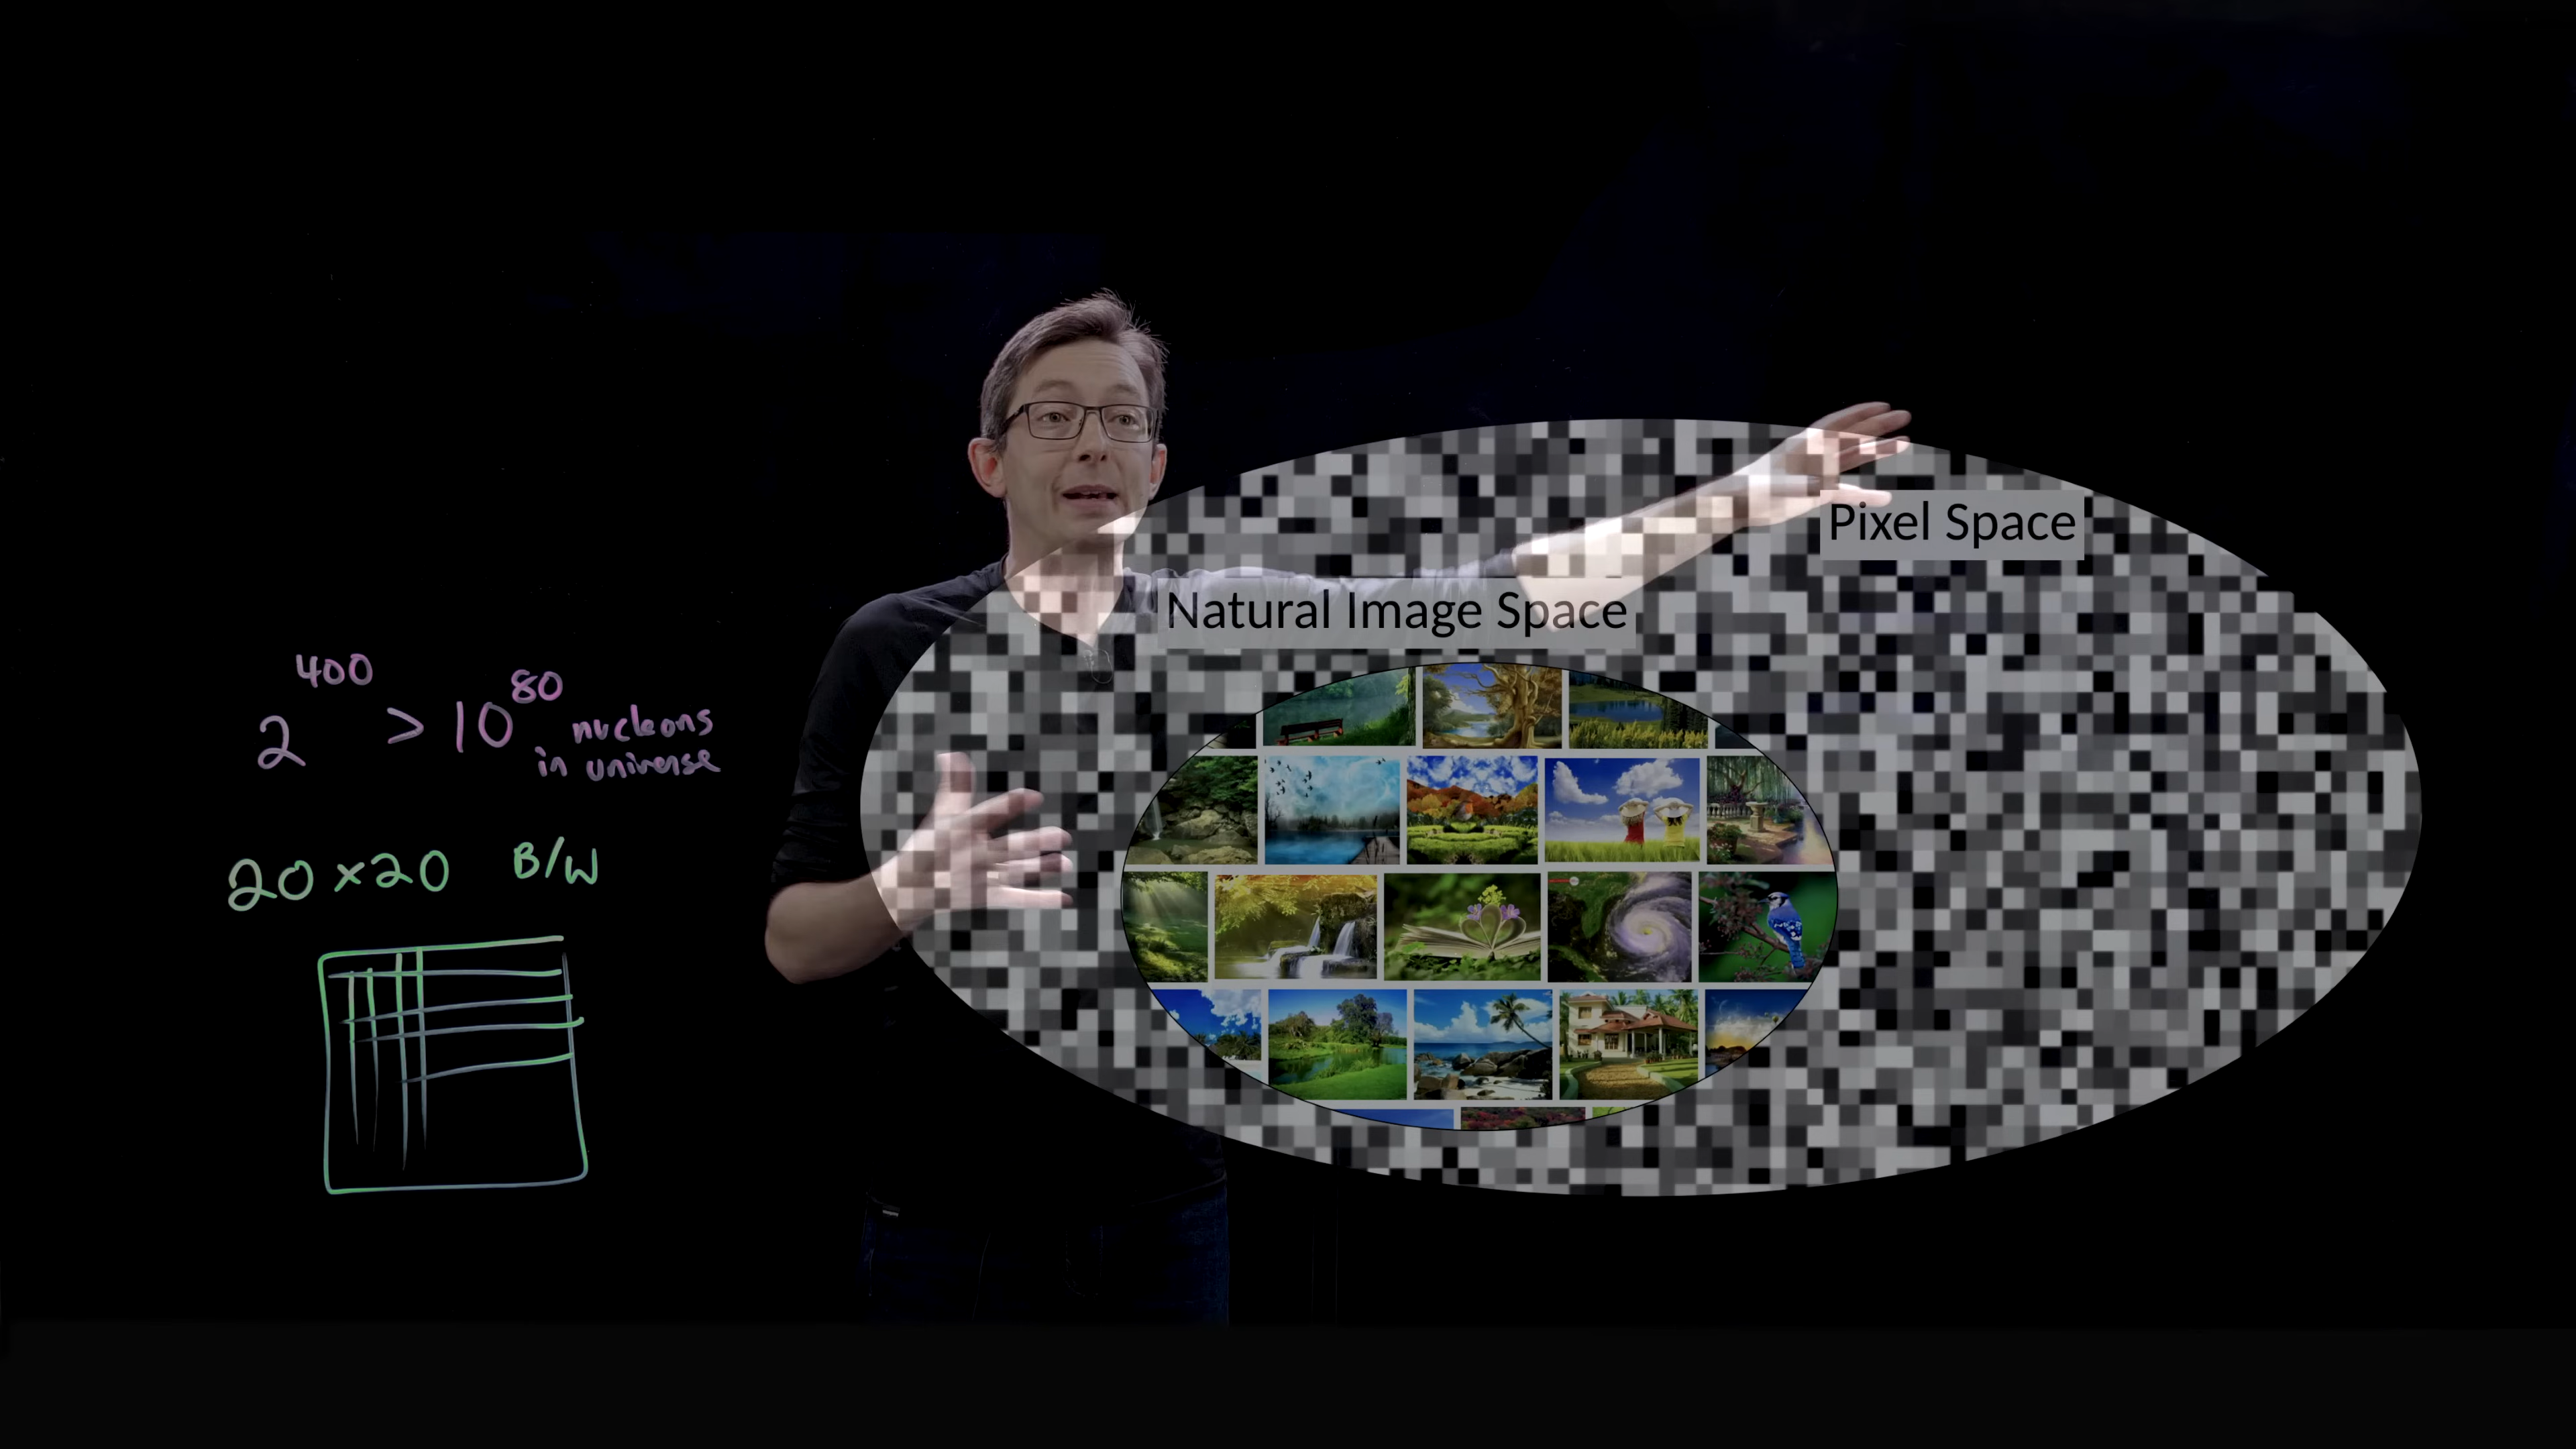 Pixel Space
Natural Image Space
2^400 > 10^80 nucleons
in universe
20 x 20 B/W